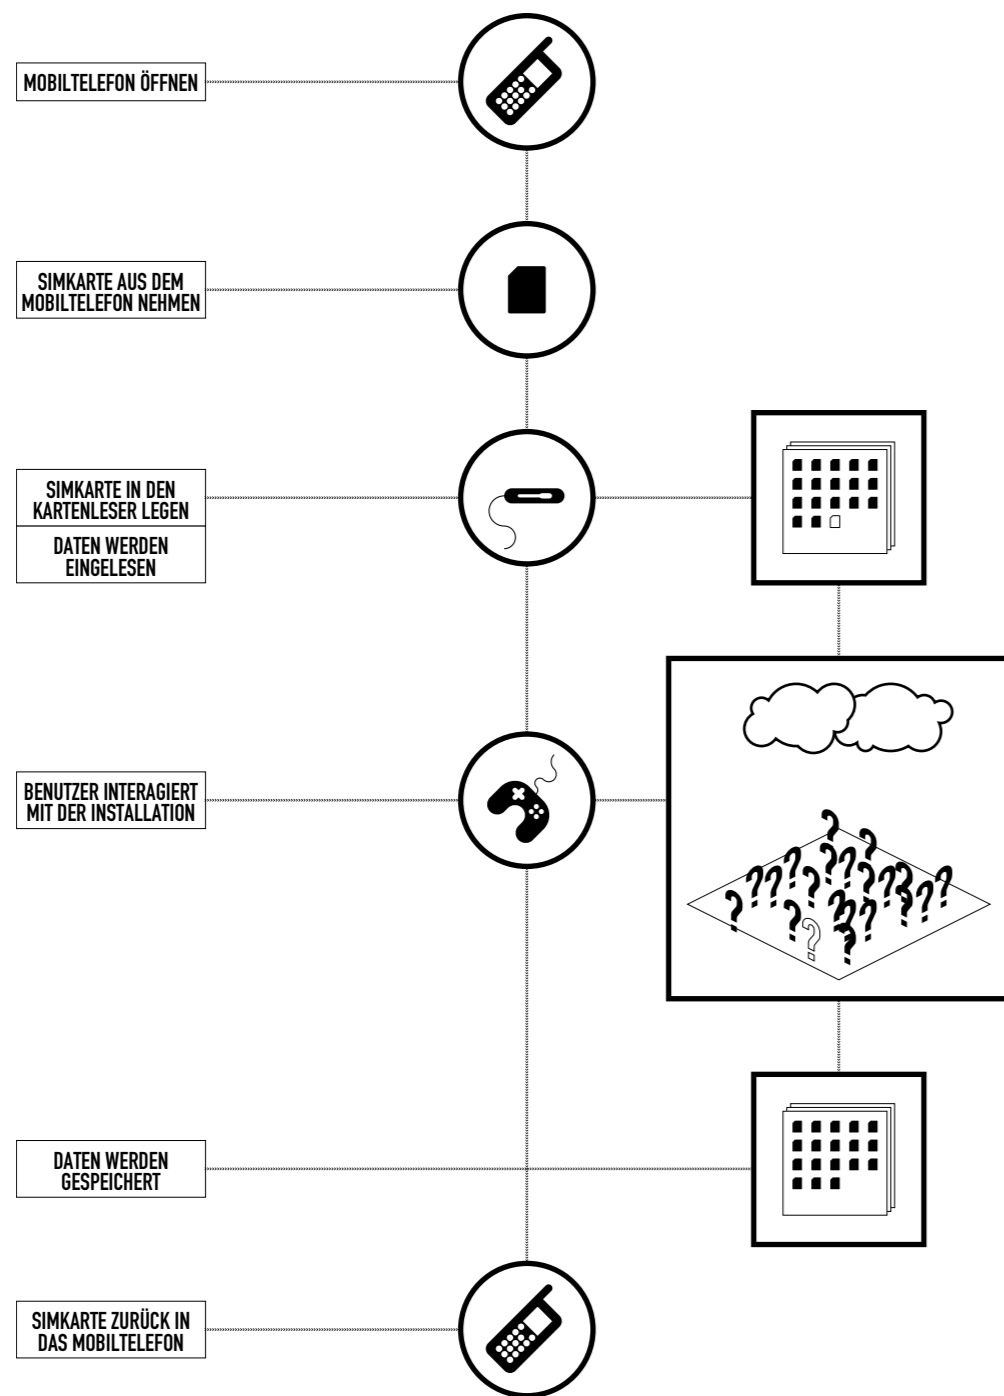 MOBILTELEFON ÖFFNEN
SIMKARTE AUS DEM
MOBILTELEFON NEHMEN
SIMKARTE IN DEN
KARTENLESER LEGEN
DATEN WERDEN
EINGELESEN
BENUTZER INTERAGIERT
MIT DER INSTALLATION
DATEN WERDEN
GESPEICHERT
SIMKARTE ZURÜCK IN
DAS MOBILTELEFON